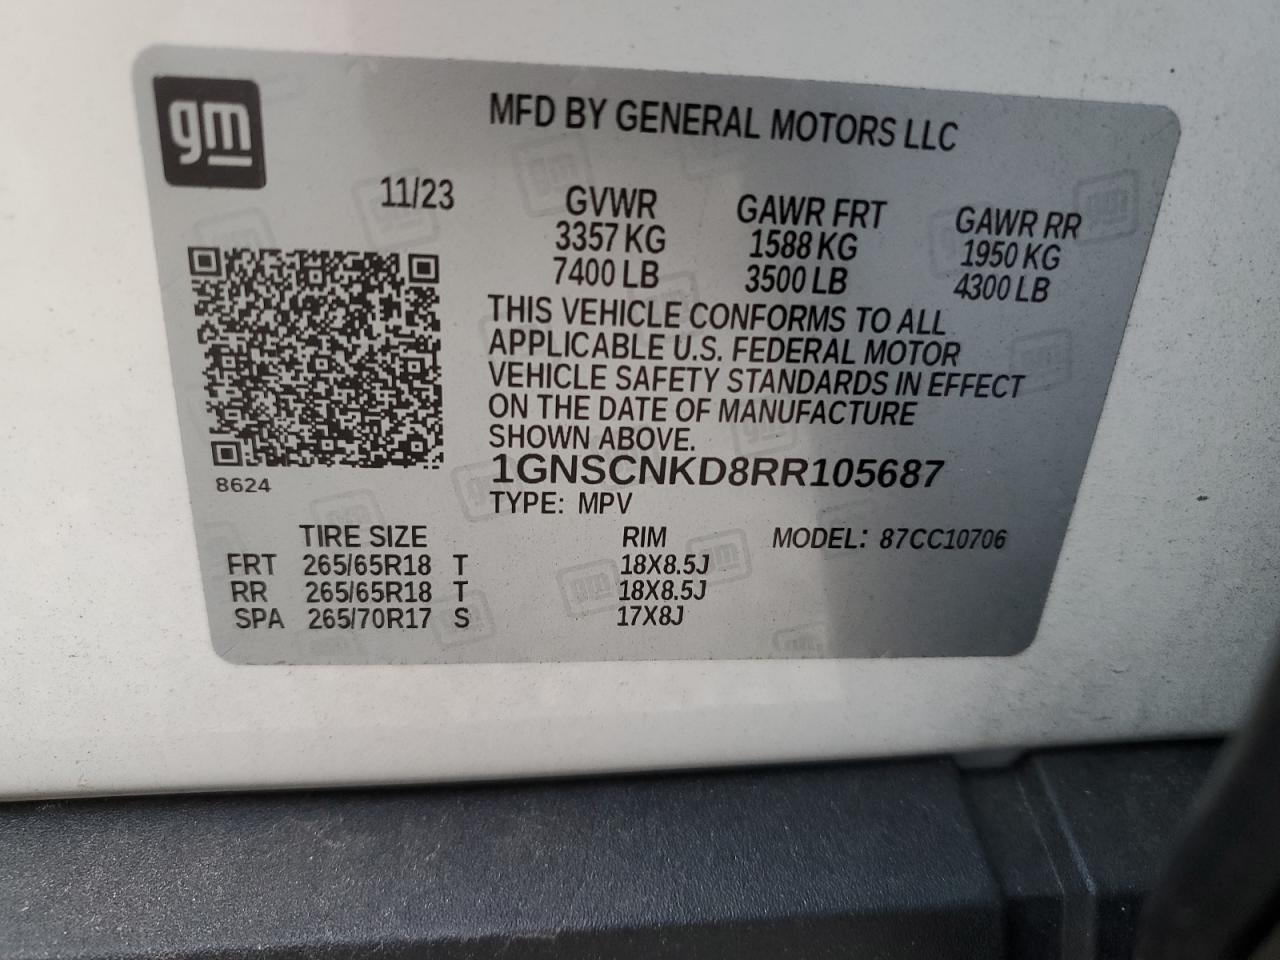 gm
MFD BY GENERAL MOTORS LLC
11/23 GVWR GAWR FRT GAWR RR
3357 KG 1588 KG 1950 KG
7400 LB 3500 LB 4300 LB
THIS VEHICLE CONFORMS TO ALL
APPLICABLE U.S. FEDERAL MOTOR
VEHICLE SAFETY STANDARDS IN EFFECT
ON THE DATE OF MANUFACTURE
SHOWN ABOVE.
1GNSCNKD8RR105687
8624
TYPE: MPV
TIRE SIZE RIM MODEL: 87CC10706
FRT 265/65R18 T 18X8.5J
RR 265/65R18 T 18X8.5J
SPA 265/70R17 S 17X8J